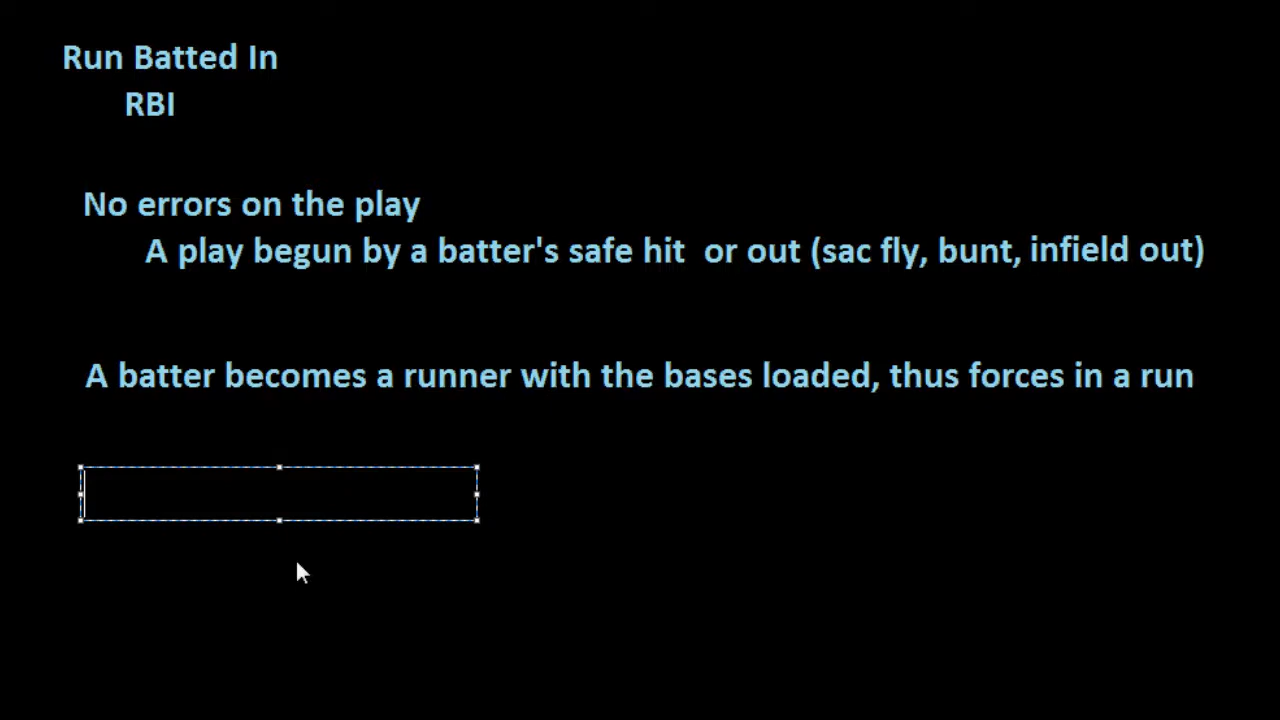 Run Batted In
RBI
No errors on the play
A play begun by a batter's safe hit or out (sac fly, bunt, infield out)
A batter becomes a runner with the bases loaded, thus forces in a run